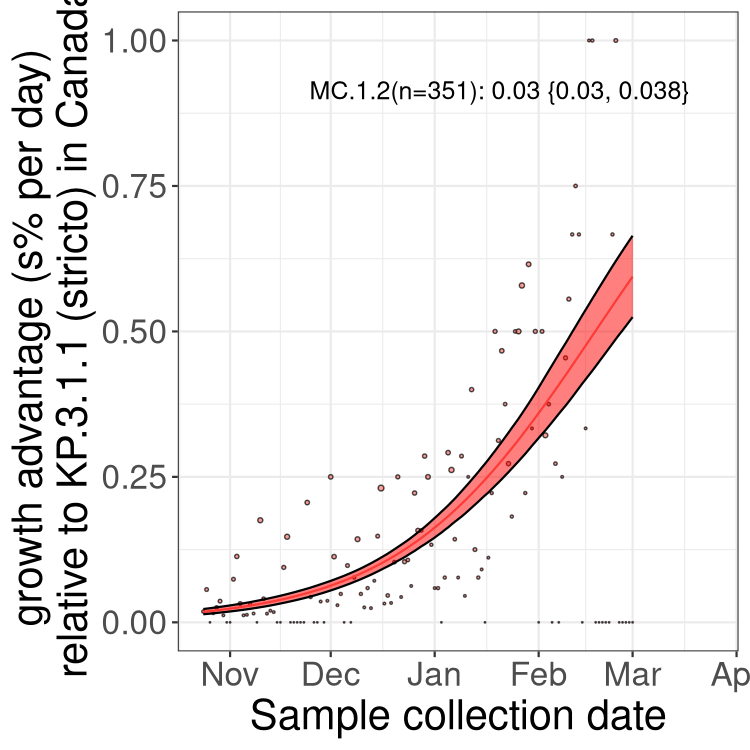 growth advantage (s% per day)
relative to KP.3.1.1 (stricto) in Canada
1.00
0.75
0.50
0.25
0.00
MC.1.2(n=351): 0.03 {0.03, 0.038}
Nov Dec Jan Feb Mar Ap
Sample collection date